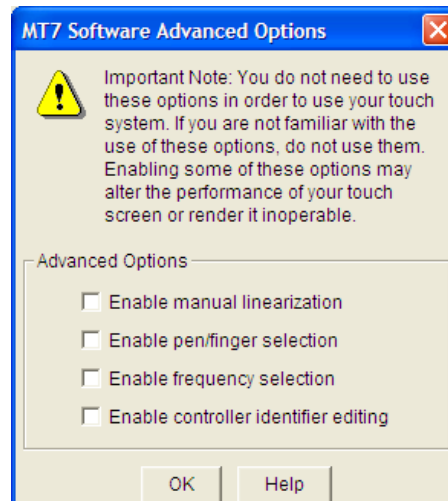 MT7 Software Advanced Options
Important Note: You do not need to use
these options in order to use your touch
system. If you are not familiar with the
use of these options, do not use them.
Enabling some of these options may
alter the performance of your touch
screen or render it inoperable.
Advanced Options
Enable manual linearization
Enable pen/finger selection
Enable frequency selection
Enable controller identifier editing
OK
Help